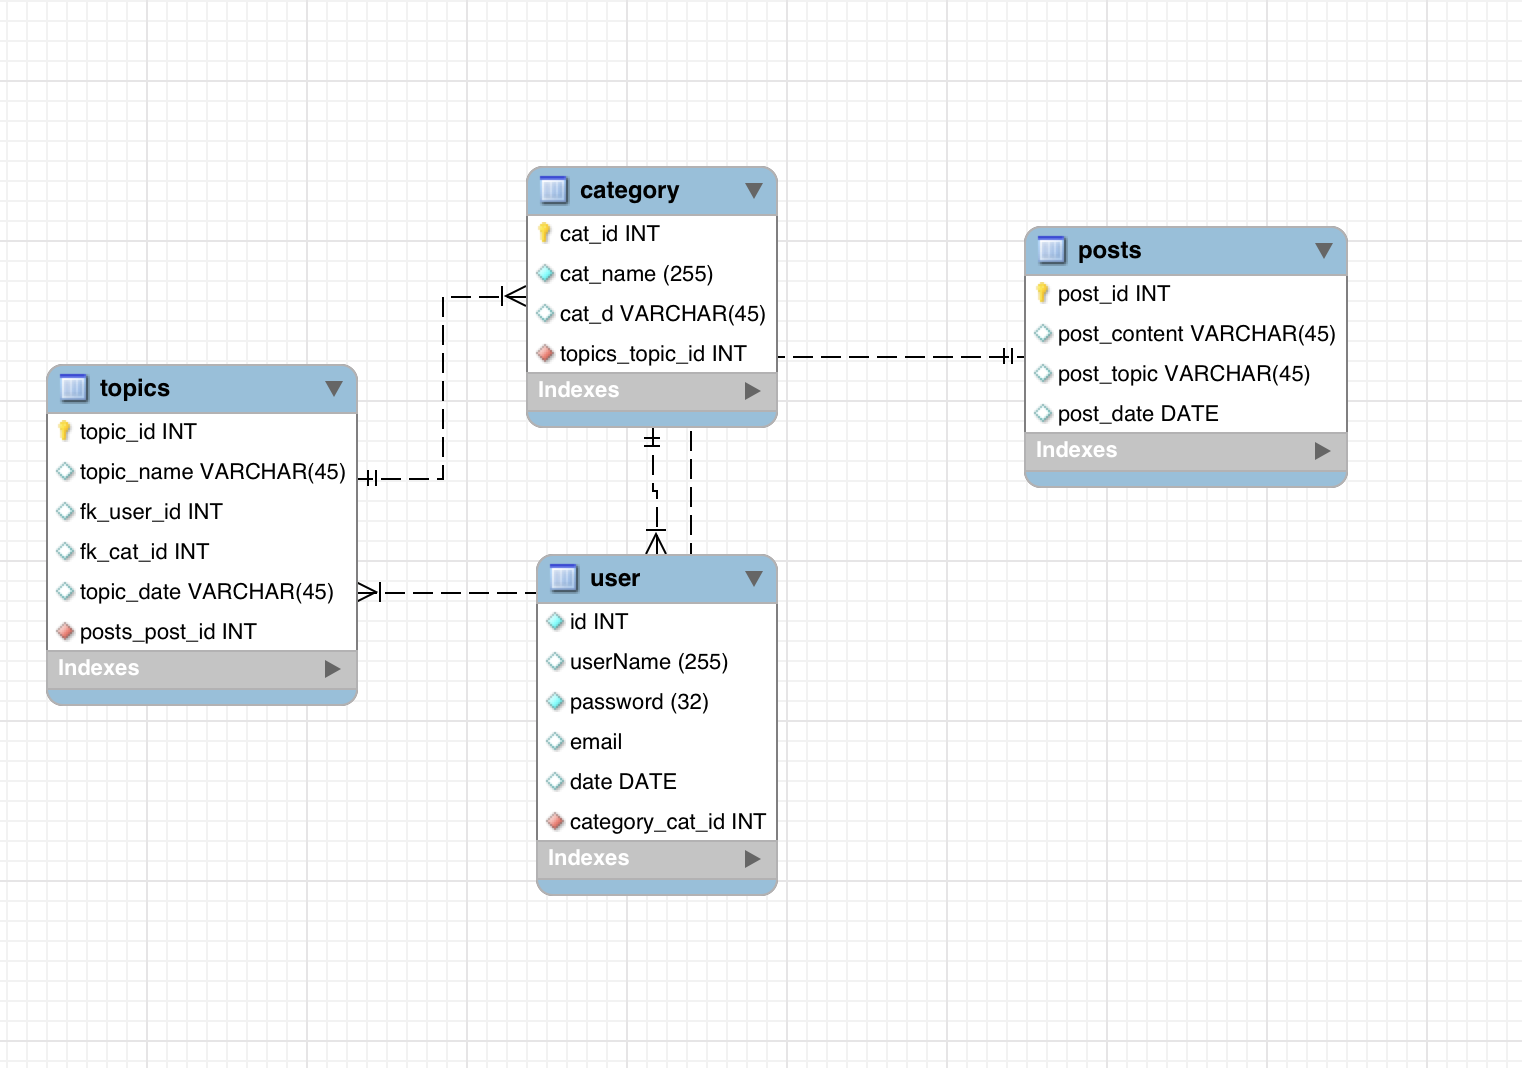 category
cat_id INT
cat_name (255)
cat_d VARCHAR(45)
topics_topic_id INT
Indexes
posts
post_id INT
post_content VARCHAR(45)
post_topic VARCHAR(45)
post_date DATE
Indexes
topics
topic_id INT
topic_name VARCHAR(45)
fk_user_id INT
fk_cat_id INT
topic_date VARCHAR(45)
posts_post_id INT
Indexes
user
id INT
userName (255)
password (32)
email
date DATE
category_cat_id INT
Indexes